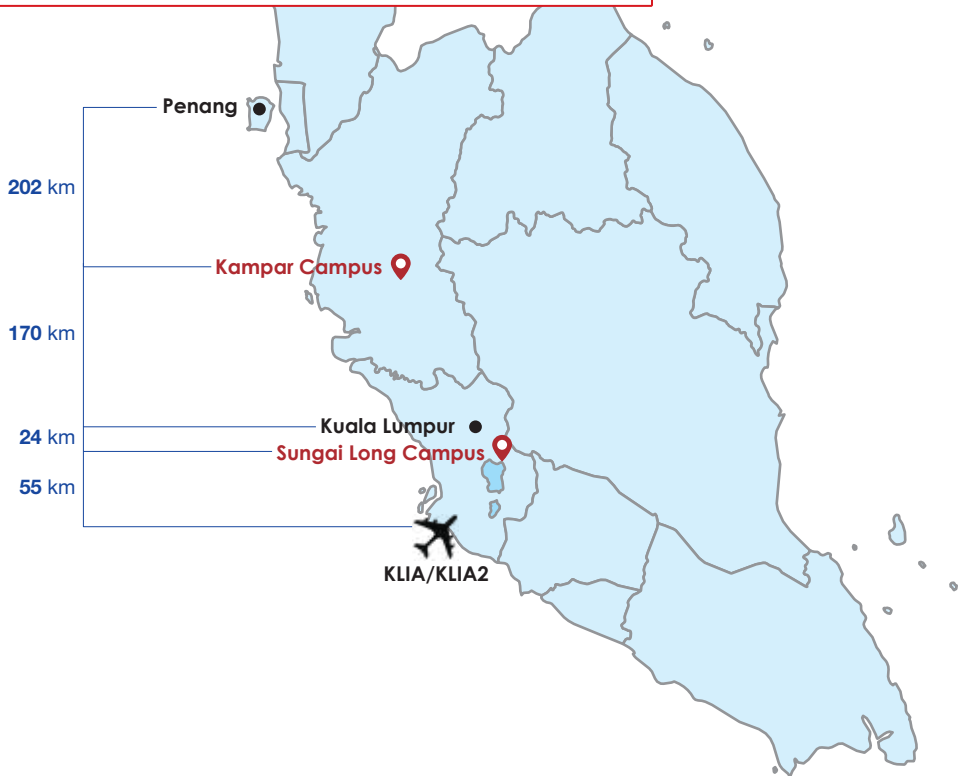 Penang
202 km
Kampar Campus
170 km
Kuala Lumpur
24 km
Sungai Long Campus
55 km
KLIA/KLIA2